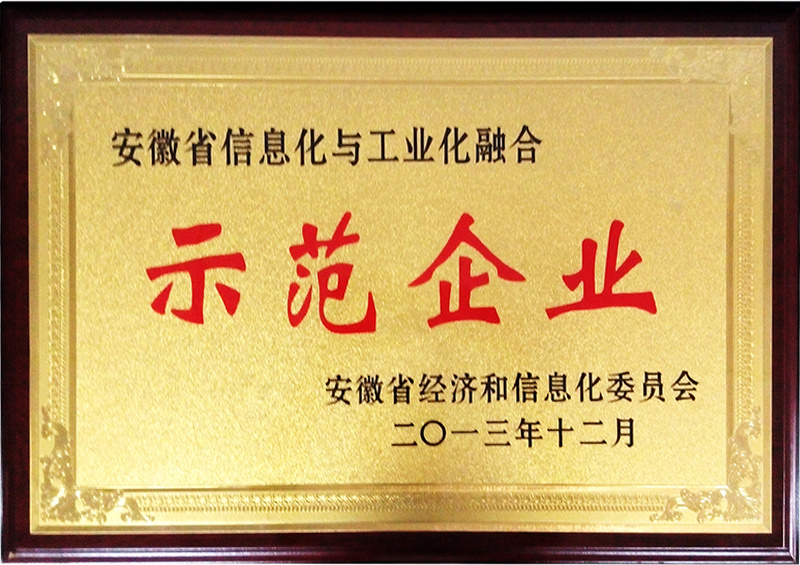 安徽省信息化与工业化融合
示范企业
安徽省经济和信息化委员会
二〇一三年十二月